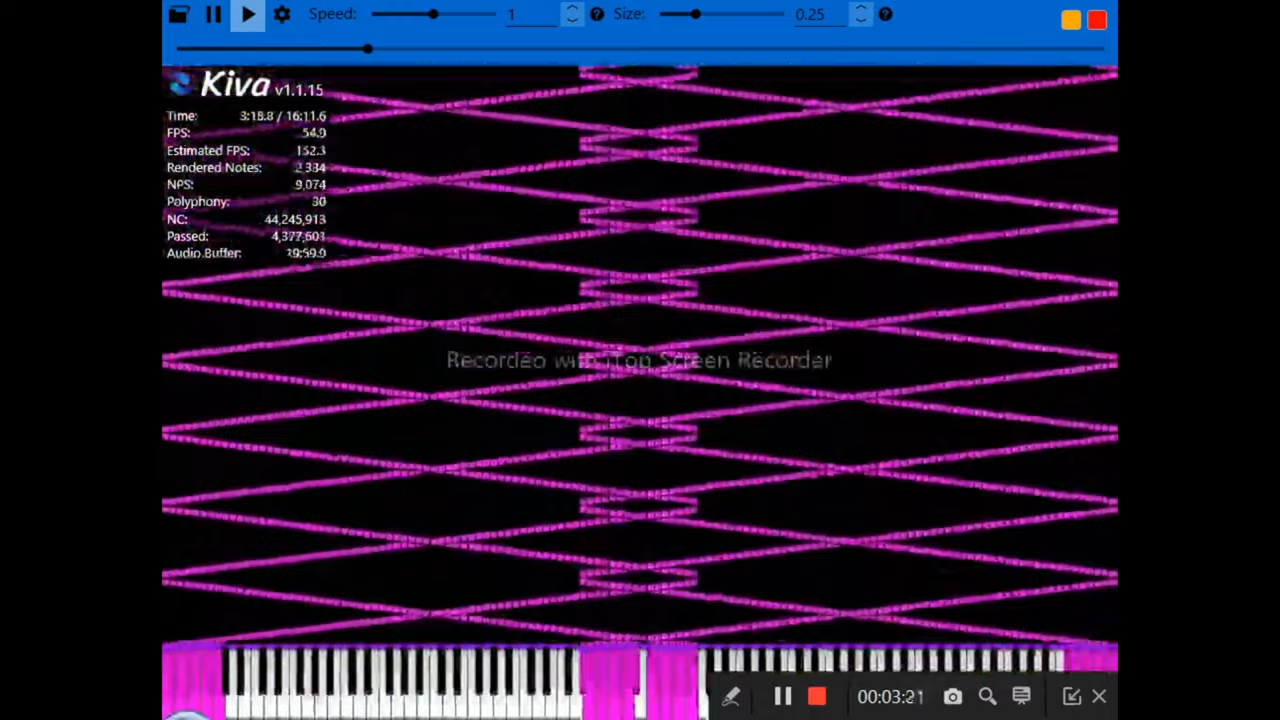 Speed: 1 Size: 0.25
Kiva v1.1.15
Time: 3:18.8 / 16:11.6
FPS: 54.9
Estimated FPS: 152.3
Rendered Notes: 2,334
NPS: 9,074
Polyphony: 30
NC: 44,245,913
Passed: 4,377,601
Audio Buffer:
Recorded with iTop Screen Recorder
00:03:21